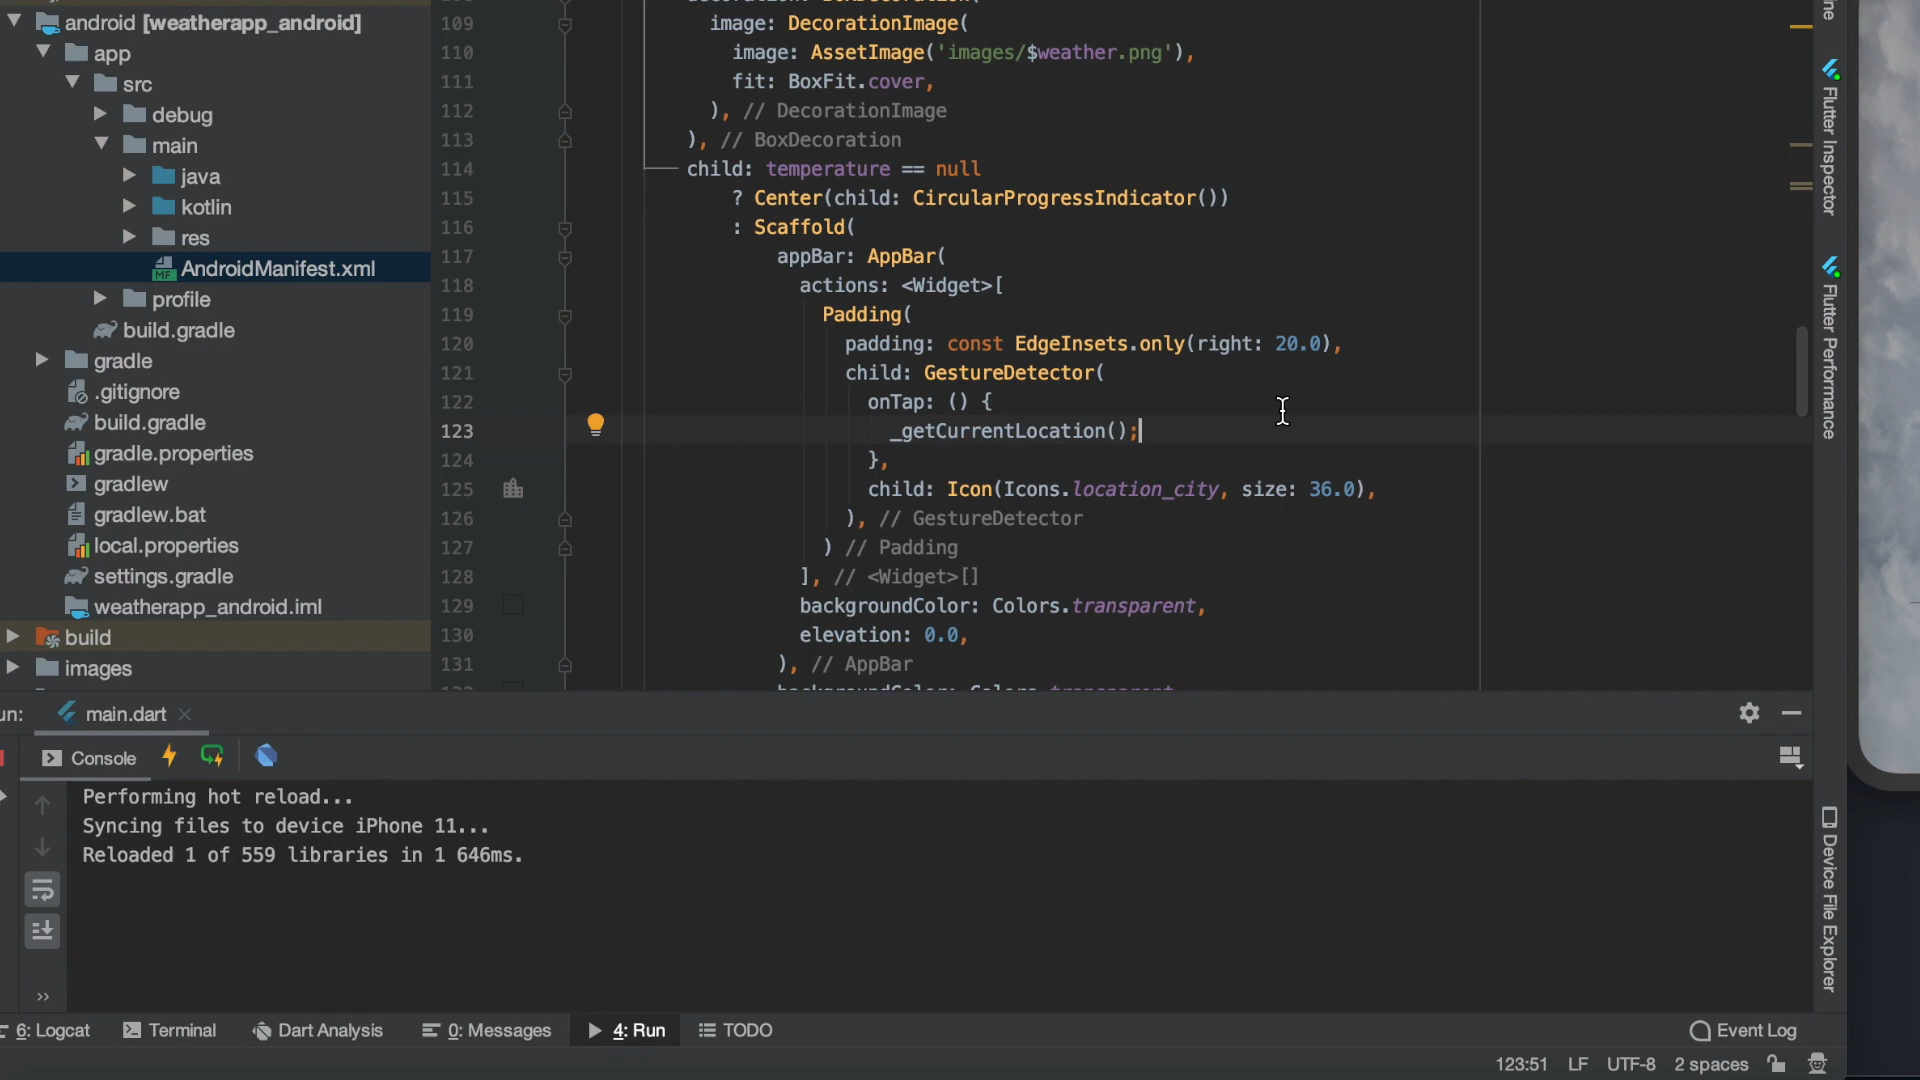 android [weatherapp_android]
app
src
debug
main
java
kotlin
res
AndroidManifest.xml
profile
build.gradle
gradle
.gitignore
build.gradle
gradle.properties
gradlew
gradlew.bat
local.properties
settings.gradle
weatherapp_android.iml
build
images
109 image: DecorationImage(
110 image: AssetImage('images/$weather.png'),
111 fit: BoxFit.cover,
112 ), // DecorationImage
113 ), // BoxDecoration
114 child: temperature == null
115 ? Center(child: CircularProgressIndicator())
116 : Scaffold(
117 appBar: AppBar(
118 actions: <Widget>[
119 Padding(
120 padding: const EdgeInsets.only(right: 20.0),
121 child: GestureDetector(
122 onTap: () {
123 _getCurrentLocation();
124 },
125 child: Icon(Icons.location_city, size: 36.0),
126 ), // GestureDetector
127 ) // Padding
128 ], // <Widget>[]
129 backgroundColor: Colors.transparent,
130 elevation: 0.0,
131 ), // AppBar
Flutter Inspector
Flutter Performance
Device File Explorer
un: main.dart
Console
Performing hot reload...
Syncing files to device iPhone 11...
Reloaded 1 of 559 libraries in 1 646ms.
6: Logcat Terminal Dart Analysis 0: Messages 4: Run TODO Event Log
123:51 LF UTF-8 2 spaces